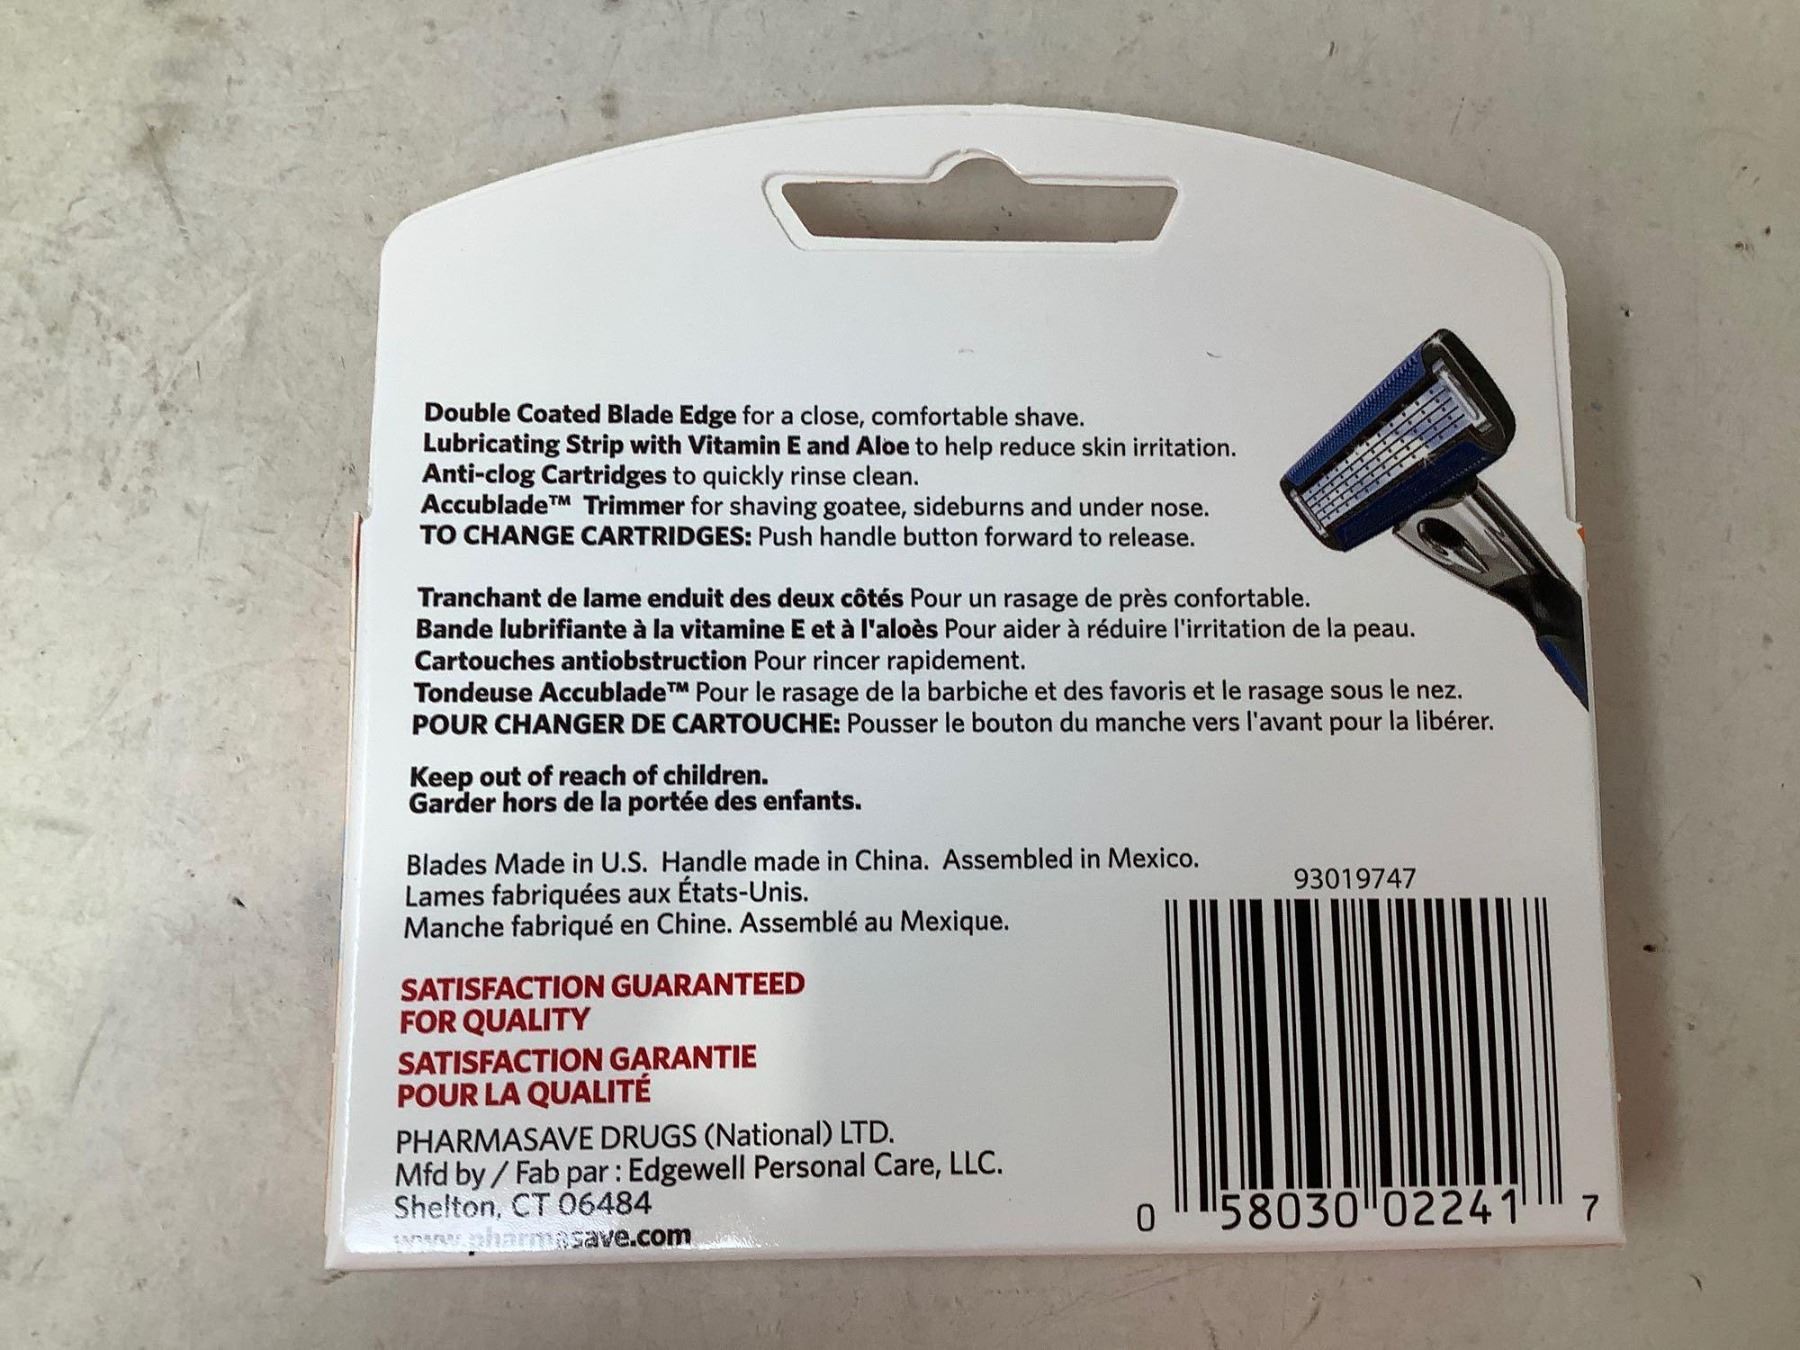 Double Coated Blade Edge for a close, comfortable shave.
Lubricating Strip with Vitamin E and Aloe to help reduce skin irritation.
Anti-clog Cartridges to quickly rinse clean.
Accublade™ Trimmer for shaving goatee, sideburns and under nose.
TO CHANGE CARTRIDGES: Push handle button forward to release.
Tranchant de lame enduit des deux côtés Pour un rasage de près confortable.
Bande lubrifiante à la vitamine E et à l'aloès Pour aider à réduire l'irritation de la peau.
Cartouches antiobstruction Pour rincer rapidement.
Tondeuse Accublade™ Pour le rasage de la barbiche et des favoris et le rasage sous le nez.
POUR CHANGER DE CARTOUCHE: Pousser le bouton du manche vers l'avant pour la libérer.
Keep out of reach of children.
Garder hors de la portée des enfants.
Blades Made in U.S. Handle made in China. Assembled in Mexico.
Lames fabriquées aux États-Unis.
Manche fabriqué en Chine. Assemblé au Mexique.
SATISFACTION GUARANTEED
FOR QUALITY
SATISFACTION GARANTIE
POUR LA QUALITÉ
PHARMASAVE DRUGS (National) LTD.
Mfd by / Fab par : Edgewell Personal Care, LLC.
Shelton, CT 06484
www.pharmasave.com
93019747
0 58030 02241 7